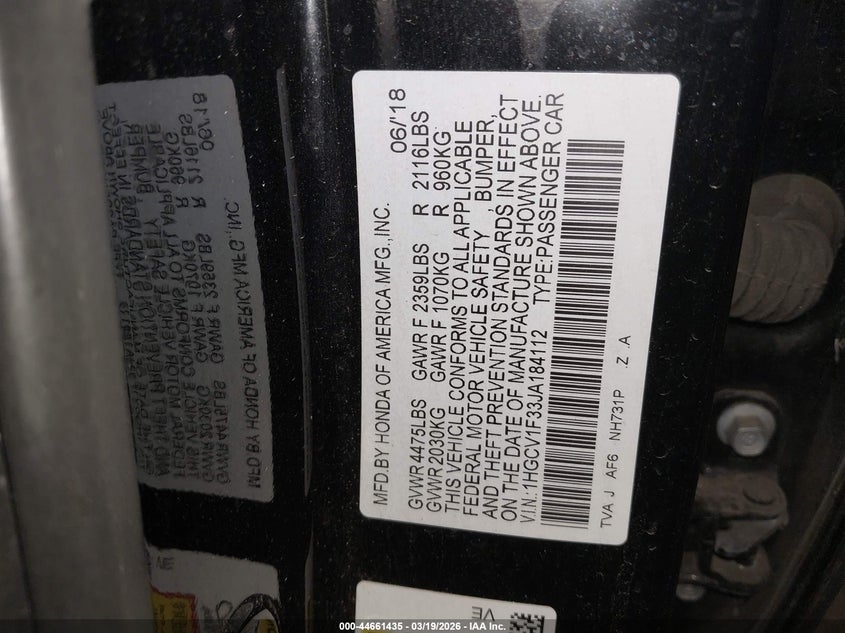 MFD.BY HONDA OF AMERICA MFG.,INC. 06/'18
GVWR 4475LBS GAWR F 2359LBS R 2116LBS
GVWR 2030KG GAWR F 1070KG R 960KG
THIS VEHICLE CONFORMS TO ALL APPLICABLE
FEDERAL MOTOR VEHICLE SAFETY , BUMPER,
AND THEFT PREVENTION STANDARDS IN EFFECT
ON THE DATE OF MANUFACTURE SHOWN ABOVE.
V.I.N.:1HGCV1F33JA184112 TYPE:PASSENGER CAR
TVA J AF6 NH731P .Z .A
VE
000-44661435 - 03/19/2026 - IAA Inc.